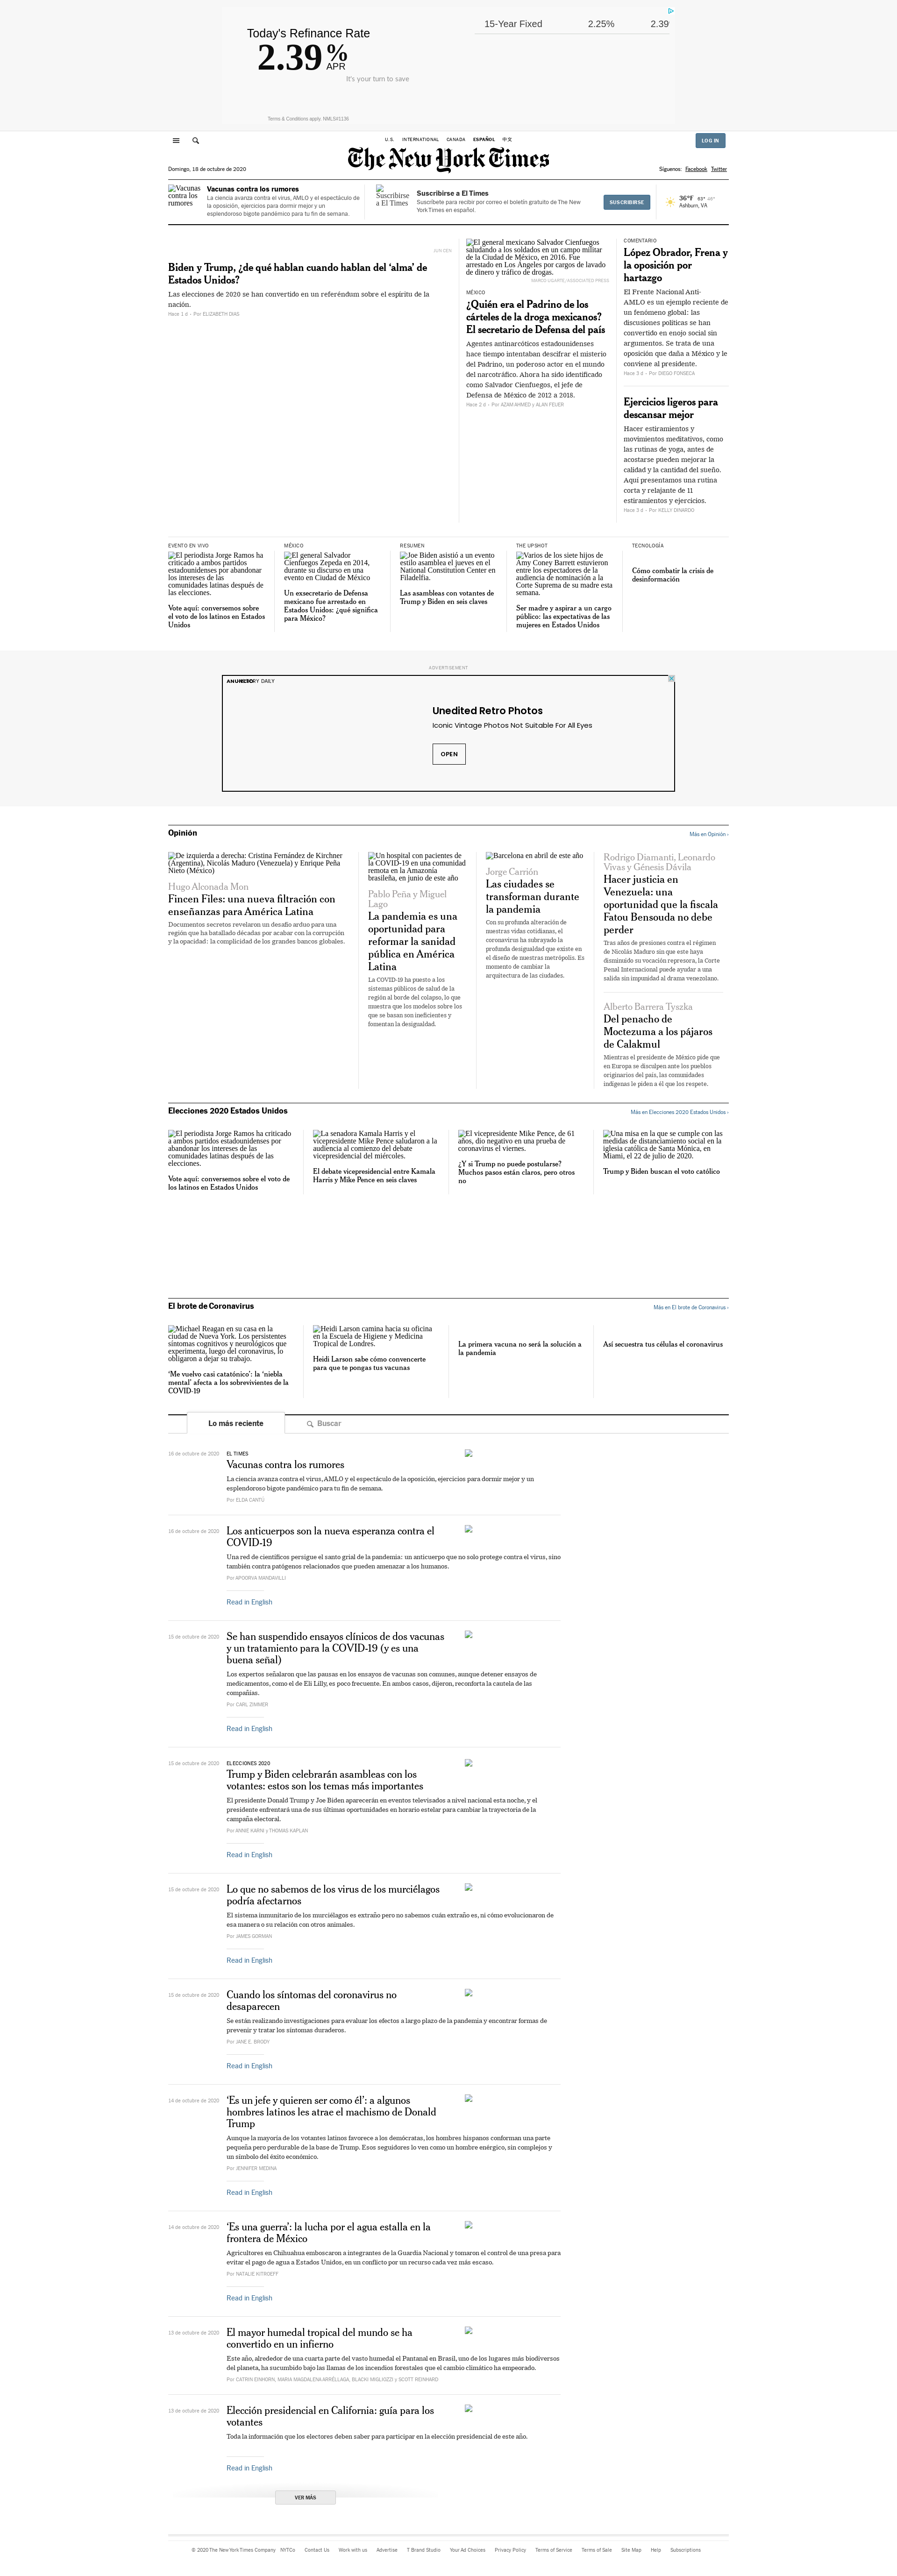 Today's Refinance Rate
2.39%
APR
It's your turn to save
Terms & Conditions apply. NMLS#1136
15-Year Fixed 2.25% 2.39
U.S. INTERNATIONAL CANADA ESPAÑOL 中文
LOG IN
The New York Times
Domingo, 18 de octubre de 2020
Síguenos: Facebook Twitter
Vacunas contra los rumores
Vacunas contra los rumores
La ciencia avanza contra el virus, AMLO y el espectáculo de la oposición, ejercicios para dormir mejor y un esplendoroso bigote pandémico para tu fin de semana.
Suscribirse a El Times
Suscribirse a El Times
Suscríbete para recibir por correo el boletín gratuito de The New York Times en español.
SUSCRIBIRSE
36°F 63° 46°
Ashburn, VA
JUN CEN
Biden y Trump, ¿de qué hablan cuando hablan del ‘alma’ de Estados Unidos?
Las elecciones de 2020 se han convertido en un referéndum sobre el espíritu de la nación.
Hace 1 d - Por ELIZABETH DIAS
El general mexicano Salvador Cienfuegos saludando a los soldados en un campo militar de la Ciudad de México, en 2016. Fue arrestado en Los Ángeles por cargos de lavado de dinero y tráfico de drogas.
MARCO UGARTE/ASSOCIATED PRESS
MÉXICO
¿Quién era el Padrino de los cárteles de la droga mexicanos? El secretario de Defensa del país
Agentes antinarcóticos estadounidenses hace tiempo intentaban descifrar el misterio del Padrino, un poderoso actor en el mundo del narcotráfico. Ahora ha sido identificado como Salvador Cienfuegos, el jefe de Defensa de México de 2012 a 2018.
Hace 2 d - Por AZAM AHMED y ALAN FEUER
COMENTARIO
López Obrador, Frena y la oposición por hartazgo
El Frente Nacional Anti-AMLO es un ejemplo reciente de un fenómeno global: las discusiones políticas se han convertido en enojo social sin argumentos. Se trata de una oposición que daña a México y le conviene al presidente.
Hace 3 d - Por DIEGO FONSECA
Ejercicios ligeros para descansar mejor
Hacer estiramientos y movimientos meditativos, como las rutinas de yoga, antes de acostarse pueden mejorar la calidad y la cantidad del sueño. Aquí presentamos una rutina corta y relajante de 11 estiramientos y ejercicios.
Hace 3 d - Por KELLY DINARDO
EVENTO EN VIVO
El periodista Jorge Ramos ha criticado a ambos partidos estadounidenses por abandonar los intereses de las comunidades latinas después de las elecciones.
Vote aquí: conversemos sobre el voto de los latinos en Estados Unidos
MÉXICO
El general Salvador Cienfuegos Zepeda en 2014, durante su discurso en una evento en Ciudad de México
Un exsecretario de Defensa mexicano fue arrestado en Estados Unidos: ¿qué significa para México?
RESUMEN
Joe Biden asistió a un evento estilo asamblea el jueves en el National Constitution Center en Filadelfia.
Las asambleas con votantes de Trump y Biden en seis claves
THE UPSHOT
Varios de los siete hijos de Amy Coney Barrett estuvieron entre los espectadores de la audiencia de nominación a la Corte Suprema de su madre esta semana.
Ser madre y aspirar a un cargo público: las expectativas de las mujeres en Estados Unidos
TECNOLOGÍA
Cómo combatir la crisis de desinformación
ADVERTISEMENT
ANUNCIO
Unedited Retro Photos
Iconic Vintage Photos Not Suitable For All Eyes
OPEN
Opinión
Más en Opinión ›
De izquierda a derecha: Cristina Fernández de Kirchner (Argentina), Nicolás Maduro (Venezuela) y Enrique Peña Nieto (México)
Hugo Alconada Mon
Fincen Files: una nueva filtración con enseñanzas para América Latina
Documentos secretos revelaron un desafío arduo para una región que ha batallado décadas por acabar con la corrupción y la opacidad: la complicidad de los grandes bancos globales.
Un hospital con pacientes de la COVID-19 en una comunidad remota en la Amazonía brasileña, en junio de este año
Pablo Peña y Miguel Lago
La pandemia es una oportunidad para reformar la sanidad pública en América Latina
La COVID-19 ha puesto a los sistemas públicos de salud de la región al borde del colapso, lo que muestra que los modelos sobre los que se basan son ineficientes y fomentan la desigualdad.
Barcelona en abril de este año
Jorge Carrión
Las ciudades se transforman durante la pandemia
Con su profunda alteración de nuestras vidas cotidianas, el coronavirus ha subrayado la profunda desigualdad que existe en el diseño de nuestras metrópolis. Es momento de cambiar la arquitectura de las ciudades.
Rodrigo Diamanti, Leonardo Vivas y Génesis Dávila
Hacer justicia en Venezuela: una oportunidad que la fiscala Fatou Bensouda no debe perder
Tras años de presiones contra el régimen de Nicolás Maduro sin que este haya disminuido su vocación represora, la Corte Penal Internacional puede ayudar a una salida sin impunidad al drama venezolano.
Alberto Barrera Tyszka
Del penacho de Moctezuma a los pájaros de Calakmul
Mientras el presidente de México pide que en Europa se disculpen ante los pueblos originarios del país, las comunidades indígenas le piden a él que los respete.
Elecciones 2020 Estados Unidos
Más en Elecciones 2020 Estados Unidos ›
El periodista Jorge Ramos ha criticado a ambos partidos estadounidenses por abandonar los intereses de las comunidades latinas después de las elecciones.
Vote aquí: conversemos sobre el voto de los latinos en Estados Unidos
La senadora Kamala Harris y el vicepresidente Mike Pence saludaron a la audiencia al comienzo del debate vicepresidencial del miércoles.
El debate vicepresidencial entre Kamala Harris y Mike Pence en seis claves
El vicepresidente Mike Pence, de 61 años, dio negativo en una prueba de coronavirus el viernes.
¿Y si Trump no puede postularse? Muchos pasos están claros, pero otros no
Una misa en la que se cumple con las medidas de distanciamiento social en la iglesia católica de Santa Mónica, en Miami, el 22 de julio de 2020.
Trump y Biden buscan el voto católico
El brote de Coronavirus
Más en El brote de Coronavirus ›
Michael Reagan en su casa en la ciudad de Nueva York. Los persistentes síntomas cognitivos y neurológicos que experimenta, luego del coronavirus, lo obligaron a dejar su trabajo.
‘Me vuelvo casi catatónico’: la ‘niebla mental’ afecta a los sobrevivientes de la COVID-19
Heidi Larson camina hacia su oficina en la Escuela de Higiene y Medicina Tropical de Londres.
Heidi Larson sabe cómo convencerte para que te pongas tus vacunas
La primera vacuna no será la solución a la pandemia
Así secuestra tus células el coronavirus
Lo más reciente
Buscar
16 de octubre de 2020
EL TIMES
Vacunas contra los rumores
La ciencia avanza contra el virus, AMLO y el espectáculo de la oposición, ejercicios para dormir mejor y un esplendoroso bigote pandémico para tu fin de semana.
Por ELDA CANTÚ
16 de octubre de 2020
Los anticuerpos son la nueva esperanza contra el COVID-19
Una red de científicos persigue el santo grial de la pandemia: un anticuerpo que no solo protege contra el virus, sino también contra patógenos relacionados que pueden amenazar a los humanos.
Por APOORVA MANDAVILLI
Read in English
15 de octubre de 2020
Se han suspendido ensayos clínicos de dos vacunas y un tratamiento para la COVID-19 (y es una buena señal)
Los expertos señalaron que las pausas en los ensayos de vacunas son comunes, aunque detener ensayos de medicamentos, como el de Eli Lilly, es poco frecuente. En ambos casos, dijeron, reconforta la cautela de las compañías.
Por CARL ZIMMER
Read in English
15 de octubre de 2020
ELECCIONES 2020
Trump y Biden celebrarán asambleas con los votantes: estos son los temas más importantes
El presidente Donald Trump y Joe Biden aparecerán en eventos televisados a nivel nacional esta noche, y el presidente enfrentará una de sus últimas oportunidades en horario estelar para cambiar la trayectoria de la campaña electoral.
Por ANNIE KARNI y THOMAS KAPLAN
Read in English
15 de octubre de 2020
Lo que no sabemos de los virus de los murciélagos podría afectarnos
El sistema inmunitario de los murciélagos es extraño pero no sabemos cuán extraño es, ni cómo evolucionaron de esa manera o su relación con otros animales.
Por JAMES GORMAN
Read in English
15 de octubre de 2020
Cuando los síntomas del coronavirus no desaparecen
Se están realizando investigaciones para evaluar los efectos a largo plazo de la pandemia y encontrar formas de prevenir y tratar los síntomas duraderos.
Por JANE E. BRODY
Read in English
14 de octubre de 2020
‘Es un jefe y quieren ser como él’: a algunos hombres latinos les atrae el machismo de Donald Trump
Aunque la mayoría de los votantes latinos favorece a los demócratas, los hombres hispanos conforman una parte pequeña pero perdurable de la base de Trump. Esos seguidores lo ven como un hombre enérgico, sin complejos y un símbolo del éxito económico.
Por JENNIFER MEDINA
Read in English
14 de octubre de 2020
‘Es una guerra’: la lucha por el agua estalla en la frontera de México
Agricultores en Chihuahua emboscaron a integrantes de la Guardia Nacional y tomaron el control de una presa para evitar el pago de agua a Estados Unidos, en un conflicto por un recurso cada vez más escaso.
Por NATALIE KITROEFF
Read in English
13 de octubre de 2020
El mayor humedal tropical del mundo se ha convertido en un infierno
Este año, alrededor de una cuarta parte del vasto humedal el Pantanal en Brasil, uno de los lugares más biodiversos del planeta, ha sucumbido bajo las llamas de los incendios forestales que el cambio climático ha empeorado.
Por CATRIN EINHORN, MARIA MAGDALENA ARRÉLLAGA, BLACKI MIGLIOZZI y SCOTT REINHARD
13 de octubre de 2020
Elección presidencial en California: guía para los votantes
Toda la información que los electores deben saber para participar en la elección presidencial de este año.
Read in English
VER MÁS
© 2020 The New York Times Company NYTCo Contact Us Work with us Advertise T Brand Studio Your Ad Choices Privacy Policy Terms of Service Terms of Sale Site Map Help Subscriptions